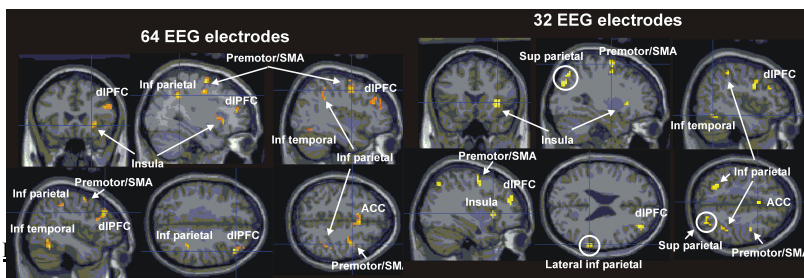 64 EEG electrodes
Premotor/SMA
Inf parietal
dlPFC
dlPFC
dlPFC
Insula
Inf parietal
Inf parietal
Premotor/SMA
Inf temporal
dlPFC
Inf parietal
ACC
Premotor/SMA
32 EEG electrodes
Sup parietal
Premotor/SMA
dlPFC
Inf temporal
Insula
Premotor/SMA
dlPFC
Insula
Inf parietal
ACC
dlPFC
Sup parietal
Lateral inf parietal
Premotor/SMA